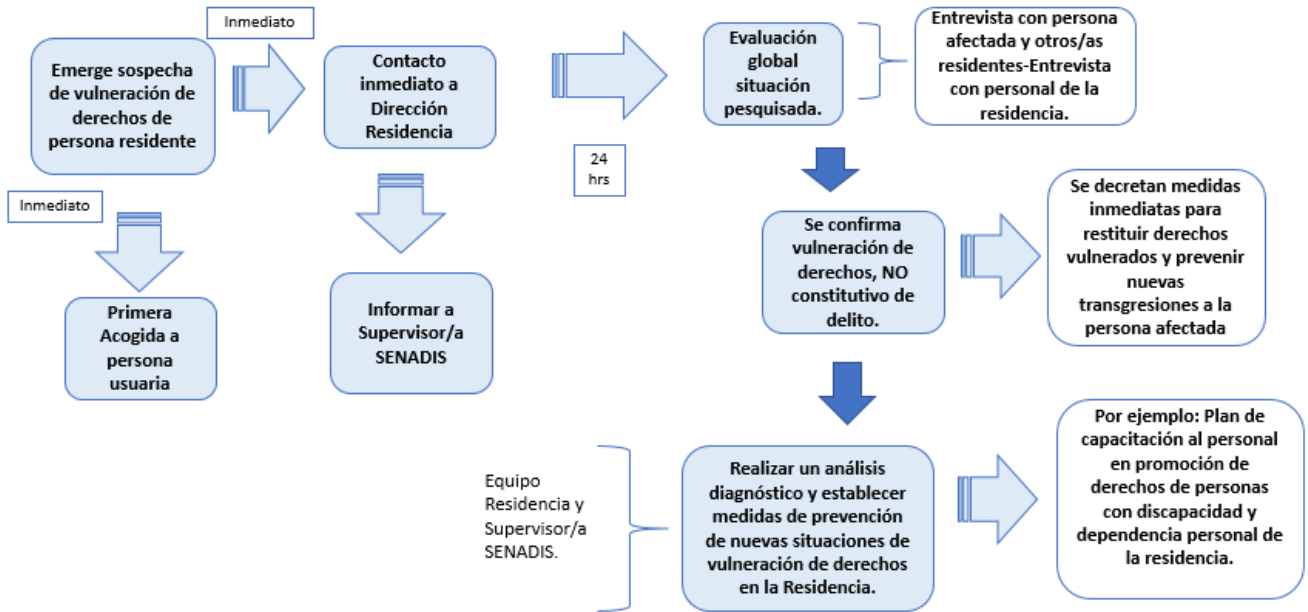 Inmediato
Emerge sospecha
de vulneración de
derechos de
persona residente
Contacto
inmediato a
Dirección
Residencia
24
hrs
Evaluación
global
situación
pesquisada.
Entrevista con persona
afectada y otros/as
residentes-Entrevista
con personal de la
residencia.
Inmediato
Primera
Acogida a
persona
usuaria
Informar a
Supervisor/a
SENADIS
Se confirma
vulneración de
derechos, NO
constitutivo de
delito.
Se decretan medidas
inmediatas para
restituir derechos
vulnerados y prevenir
nuevas
transgresiones a la
persona afectada
Equipo
Residencia y
Supervisor/a
SENADIS.
Realizar un análisis
diagnóstico y establecer
medidas de prevención
de nuevas situaciones de
vulneración de derechos
en la Residencia.
Por ejemplo: Plan de
capacitación al personal
en promoción de
derechos de personas
con discapacidad y
dependencia personal de
la residencia.